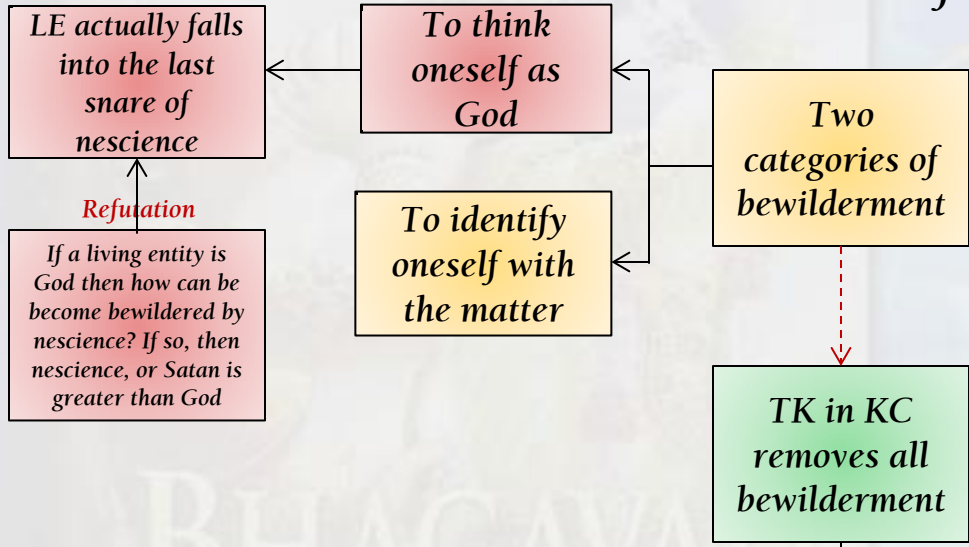 Two
categories of
bewilderment
To think
oneself as
God
LE actually falls
into the last
snare of
nescience
Refutation
If a living entity is
God then how can be
become bewildered by
nescience? If so, then
nescience, or Satan is
greater than God
To identify
oneself with
the matter
TK in KC
removes all
bewilderment
BHAGAVA